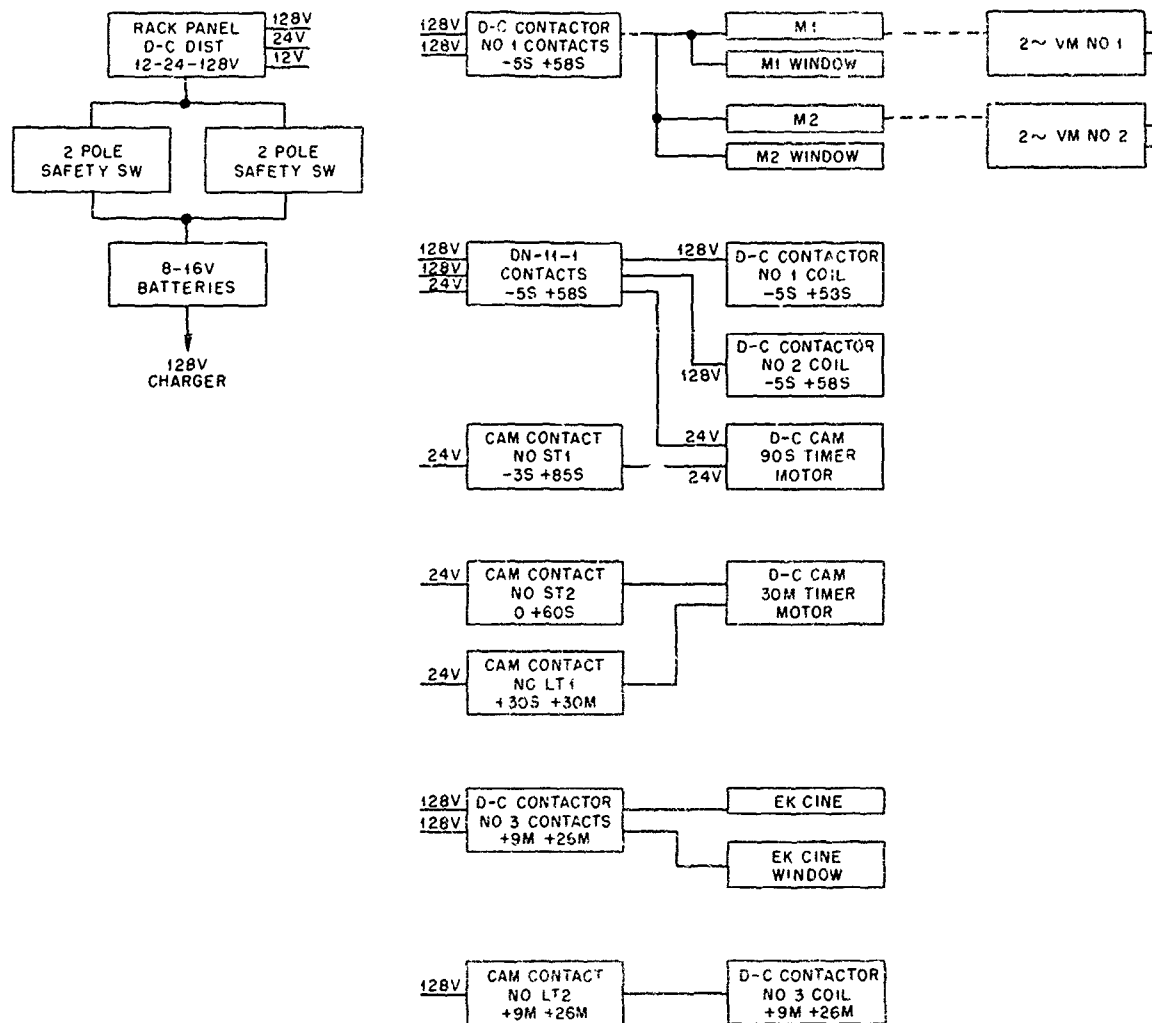 RACK PANEL
D-C DIST
12-24-128V
128V
24V
12V
2 POLE
SAFETY SW
2 POLE
SAFETY SW
8-16V
BATTERIES
128V
CHARGER
128V
128V
D-C CONTACTOR
NO 1 CONTACTS
-5S +58S
M1
M1 WINDOW
M2
M2 WINDOW
2~ VM NO 1
2~ VM NO 2
128V
128V
24V
DN-11-1
CONTACTS
-5S +58S
128V
D-C CONTACTOR
NO 1 COIL
-5S +53S
128V
D-C CONTACTOR
NO 2 COIL
-5S +58S
24V
CAM CONTACT
NO ST1
-3S +85S
24V
24V
D-C CAM
90S TIMER
MOTOR
24V
CAM CONTACT
NO ST2
0 +60S
D-C CAM
30M TIMER
MOTOR
24V
CAM CONTACT
NO LT1
+30S +30M
128V
128V
D-C CONTACTOR
NO 3 CONTACTS
+9M +26M
EK CINE
EK CINE
WINDOW
128V
CAM CONTACT
NO LT2
+9M +26M
D-C CONTACTOR
NO 3 COIL
+9M +26M